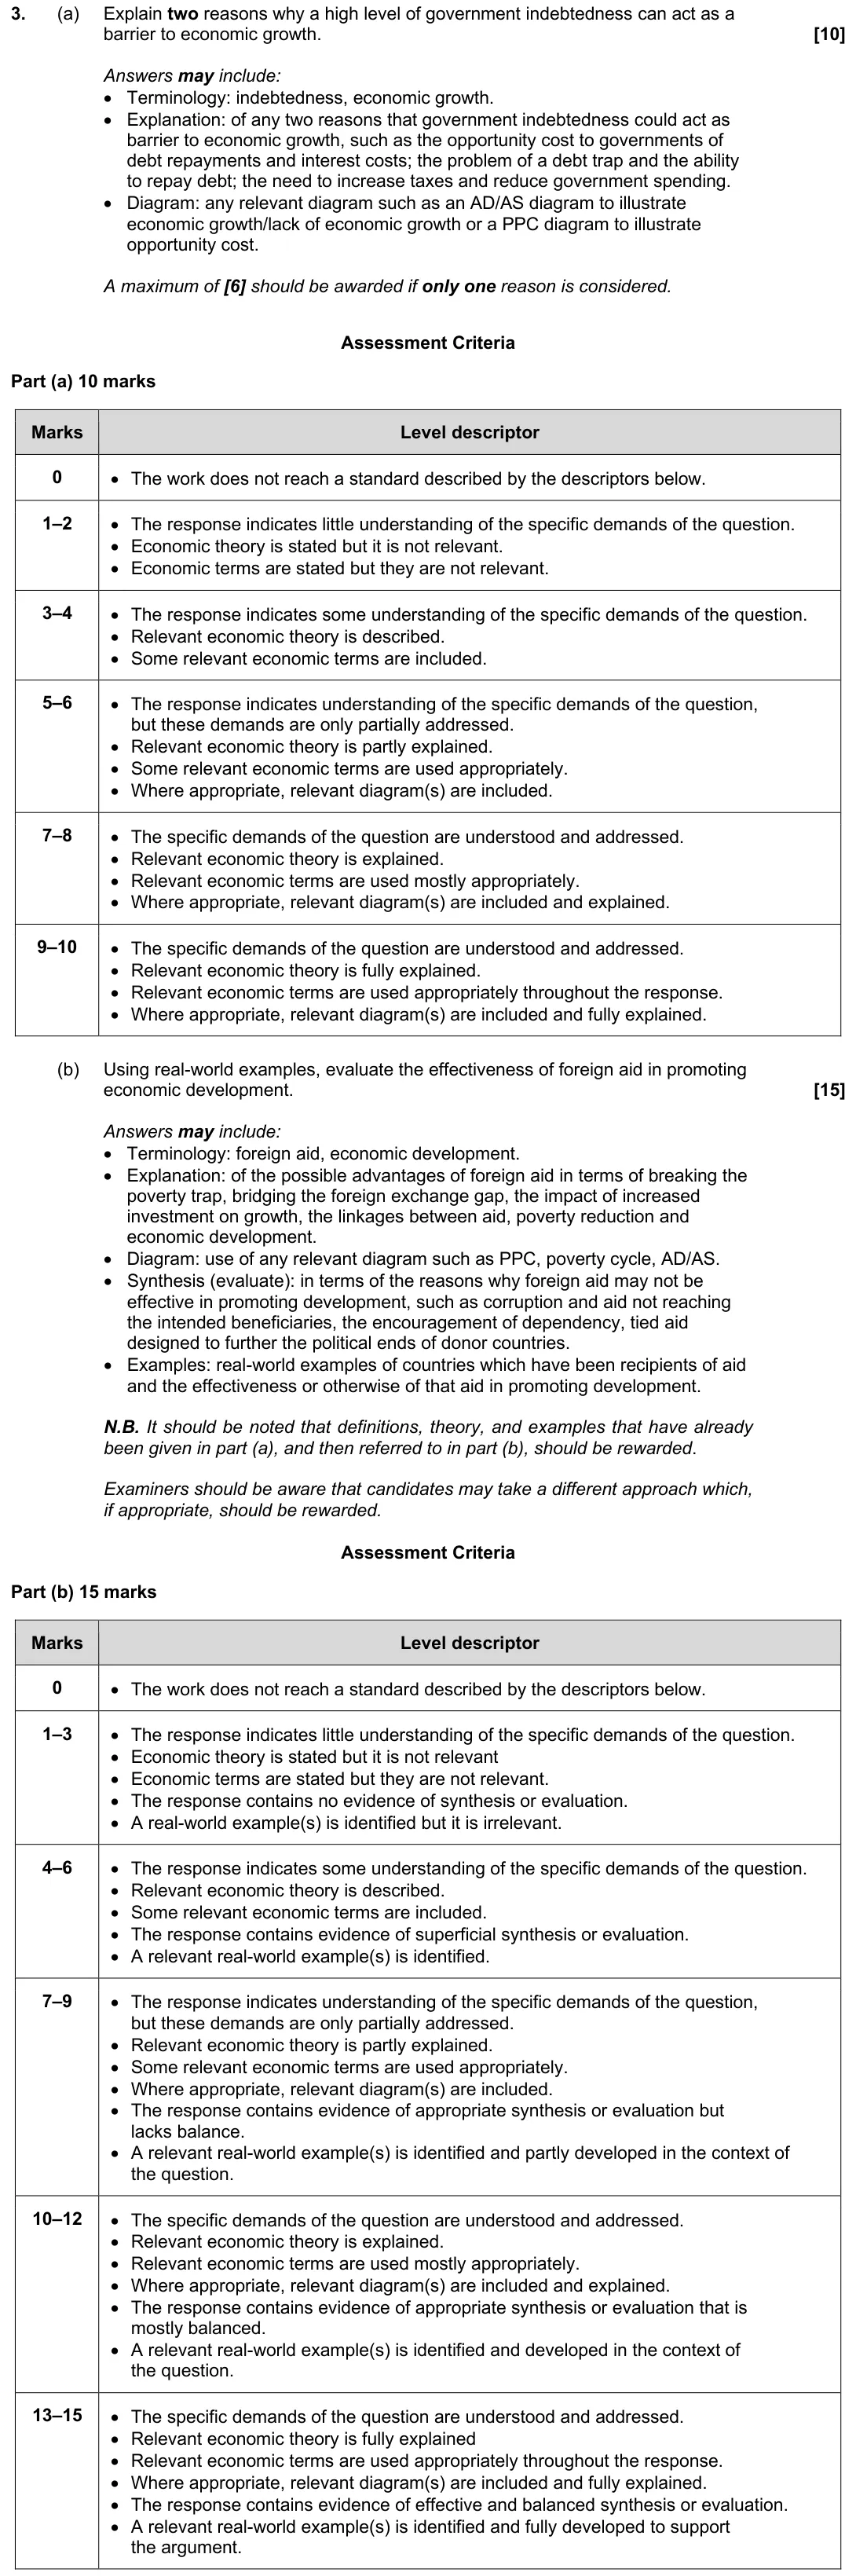 3. (a) Explain two reasons why a high level of government indebtedness can act as a
barrier to economic growth. [10]
Answers may include:
• Terminology: indebtedness, economic growth.
• Explanation: of any two reasons that government indebtedness could act as
barrier to economic growth, such as the opportunity cost to governments of
debt repayments and interest costs; the problem of a debt trap and the ability
to repay debt; the need to increase taxes and reduce government spending.
• Diagram: any relevant diagram such as an AD/AS diagram to illustrate
economic growth/lack of economic growth or a PPC diagram to illustrate
opportunity cost.
A maximum of [6] should be awarded if only one reason is considered.
Assessment Criteria
Part (a) 10 marks
Marks Level descriptor
0 • The work does not reach a standard described by the descriptors below.
1–2 • The response indicates little understanding of the specific demands of the question.
• Economic theory is stated but it is not relevant.
• Economic terms are stated but they are not relevant.
3–4 • The response indicates some understanding of the specific demands of the question.
• Relevant economic theory is described.
• Some relevant economic terms are included.
5–6 • The response indicates understanding of the specific demands of the question,
but these demands are only partially addressed.
• Relevant economic theory is partly explained.
• Some relevant economic terms are used appropriately.
• Where appropriate, relevant diagram(s) are included.
7–8 • The specific demands of the question are understood and addressed.
• Relevant economic theory is explained.
• Relevant economic terms are used mostly appropriately.
• Where appropriate, relevant diagram(s) are included and explained.
9–10 • The specific demands of the question are understood and addressed.
• Relevant economic theory is fully explained.
• Relevant economic terms are used appropriately throughout the response.
• Where appropriate, relevant diagram(s) are included and fully explained.
(b) Using real-world examples, evaluate the effectiveness of foreign aid in promoting
economic development. [15]
Answers may include:
• Terminology: foreign aid, economic development.
• Explanation: of the possible advantages of foreign aid in terms of breaking the
poverty trap, bridging the foreign exchange gap, the impact of increased
investment on growth, the linkages between aid, poverty reduction and
economic development.
• Diagram: use of any relevant diagram such as PPC, poverty cycle, AD/AS.
• Synthesis (evaluate): in terms of the reasons why foreign aid may not be
effective in promoting development, such as corruption and aid not reaching
the intended beneficiaries, the encouragement of dependency, tied aid
designed to further the political ends of donor countries.
• Examples: real-world examples of countries which have been recipients of aid
and the effectiveness or otherwise of that aid in promoting development.
N.B. It should be noted that definitions, theory, and examples that have already
been given in part (a), and then referred to in part (b), should be rewarded.
Examiners should be aware that candidates may take a different approach which,
if appropriate, should be rewarded.
Assessment Criteria
Part (b) 15 marks
Marks Level descriptor
0 • The work does not reach a standard described by the descriptors below.
1–3 • The response indicates little understanding of the specific demands of the question.
• Economic theory is stated but it is not relevant
• Economic terms are stated but they are not relevant.
• The response contains no evidence of synthesis or evaluation.
• A real-world example(s) is identified but it is irrelevant.
4–6 • The response indicates some understanding of the specific demands of the question.
• Relevant economic theory is described.
• Some relevant economic terms are included.
• The response contains evidence of superficial synthesis or evaluation.
• A relevant real-world example(s) is identified.
7–9 • The response indicates understanding of the specific demands of the question,
but these demands are only partially addressed.
• Relevant economic theory is partly explained.
• Some relevant economic terms are used appropriately.
• Where appropriate, relevant diagram(s) are included.
• The response contains evidence of appropriate synthesis or evaluation but
lacks balance.
• A relevant real-world example(s) is identified and partly developed in the context of
the question.
10–12 • The specific demands of the question are understood and addressed.
• Relevant economic theory is explained.
• Relevant economic terms are used mostly appropriately.
• Where appropriate, relevant diagram(s) are included and explained.
• The response contains evidence of appropriate synthesis or evaluation that is
mostly balanced.
• A relevant real-world example(s) is identified and developed in the context of
the question.
13–15 • The specific demands of the question are understood and addressed.
• Relevant economic theory is fully explained
• Relevant economic terms are used appropriately throughout the response.
• Where appropriate, relevant diagram(s) are included and fully explained.
• The response contains evidence of effective and balanced synthesis or evaluation.
• A relevant real-world example(s) is identified and fully developed to support
the argument.